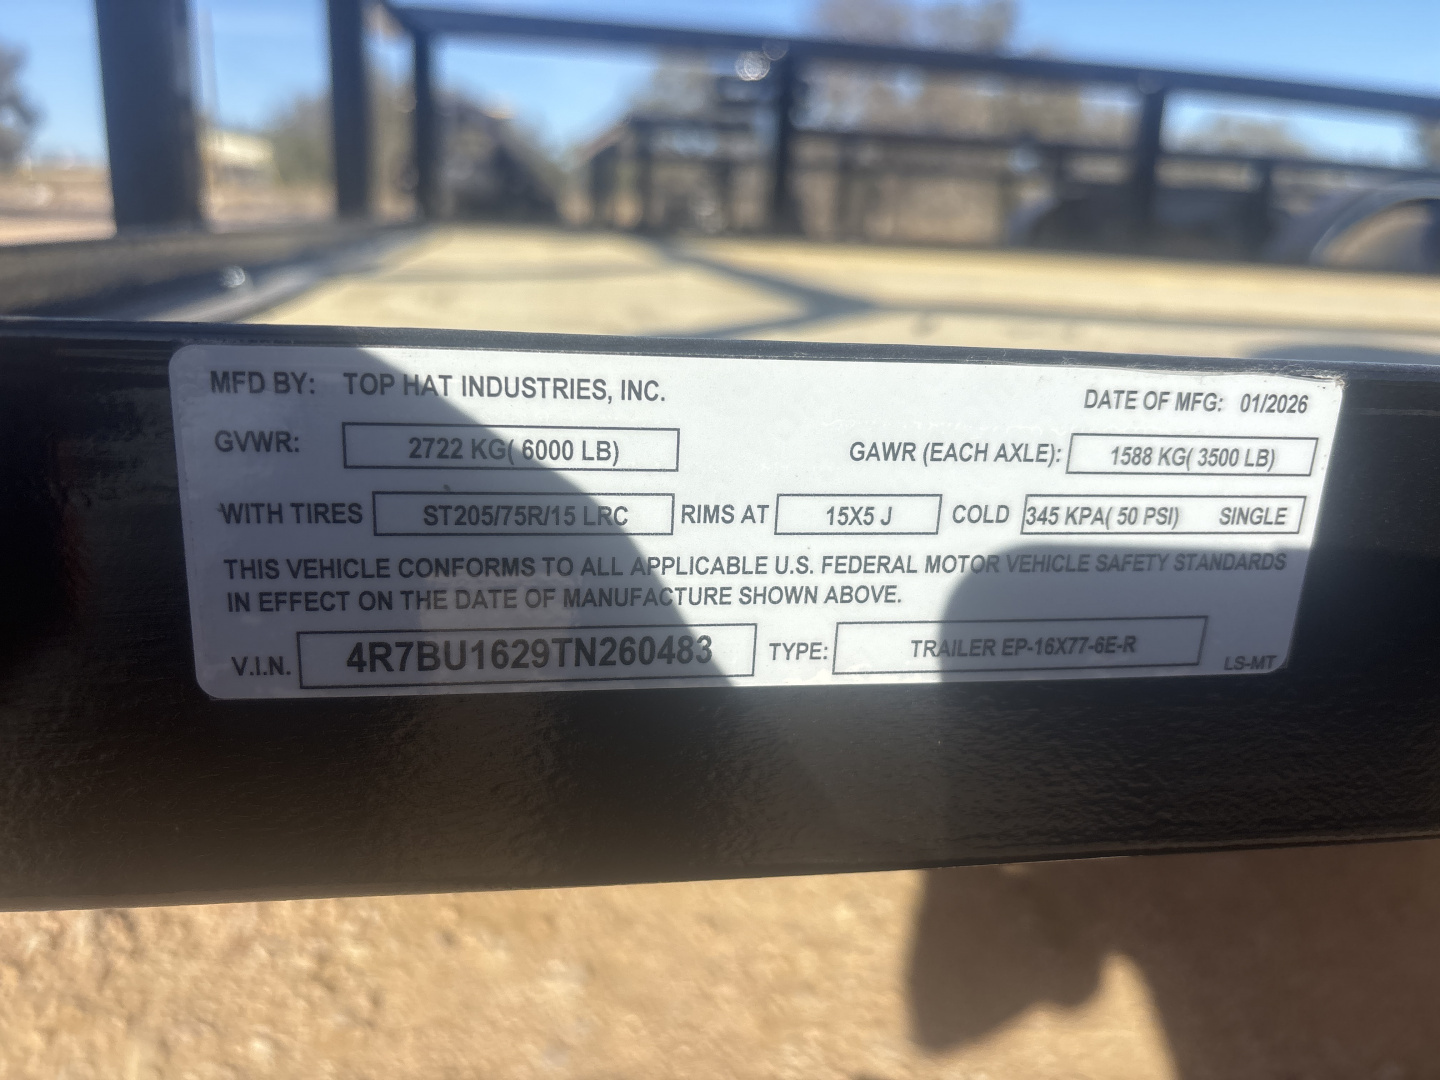 MFD BY: TOP HAT INDUSTRIES, INC. DATE OF MFG: 01/2026
GVWR: 2722 KG( 6000 LB) GAWR (EACH AXLE): 1588 KG( 3500 LB)
WITH TIRES ST205/75R/15 LRC RIMS AT 15X5 J COLD 345 KPA( 50 PSI) SINGLE
THIS VEHICLE CONFORMS TO ALL APPLICABLE U.S. FEDERAL MOTOR VEHICLE SAFETY STANDARDS
IN EFFECT ON THE DATE OF MANUFACTURE SHOWN ABOVE.
V.I.N. 4R7BU1629TN260483 TYPE: TRAILER EP-16X77-6E-R LS-MT